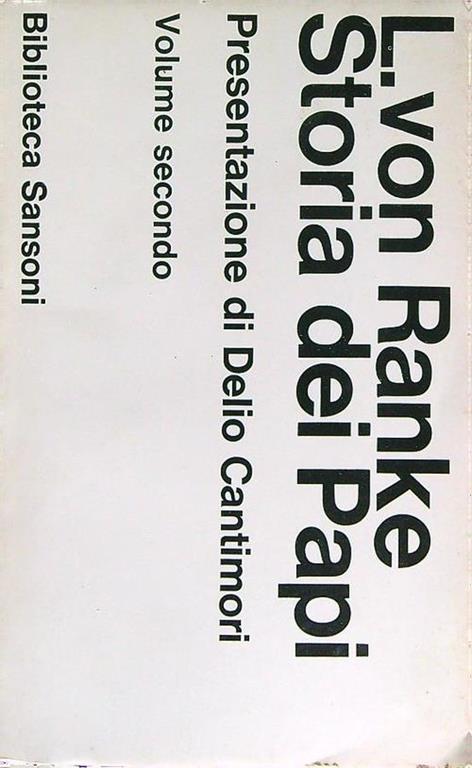 L. von Ranke
Storia dei Papi
Presentazione di Delio Cantimori
Volume secondo
Biblioteca Sansoni